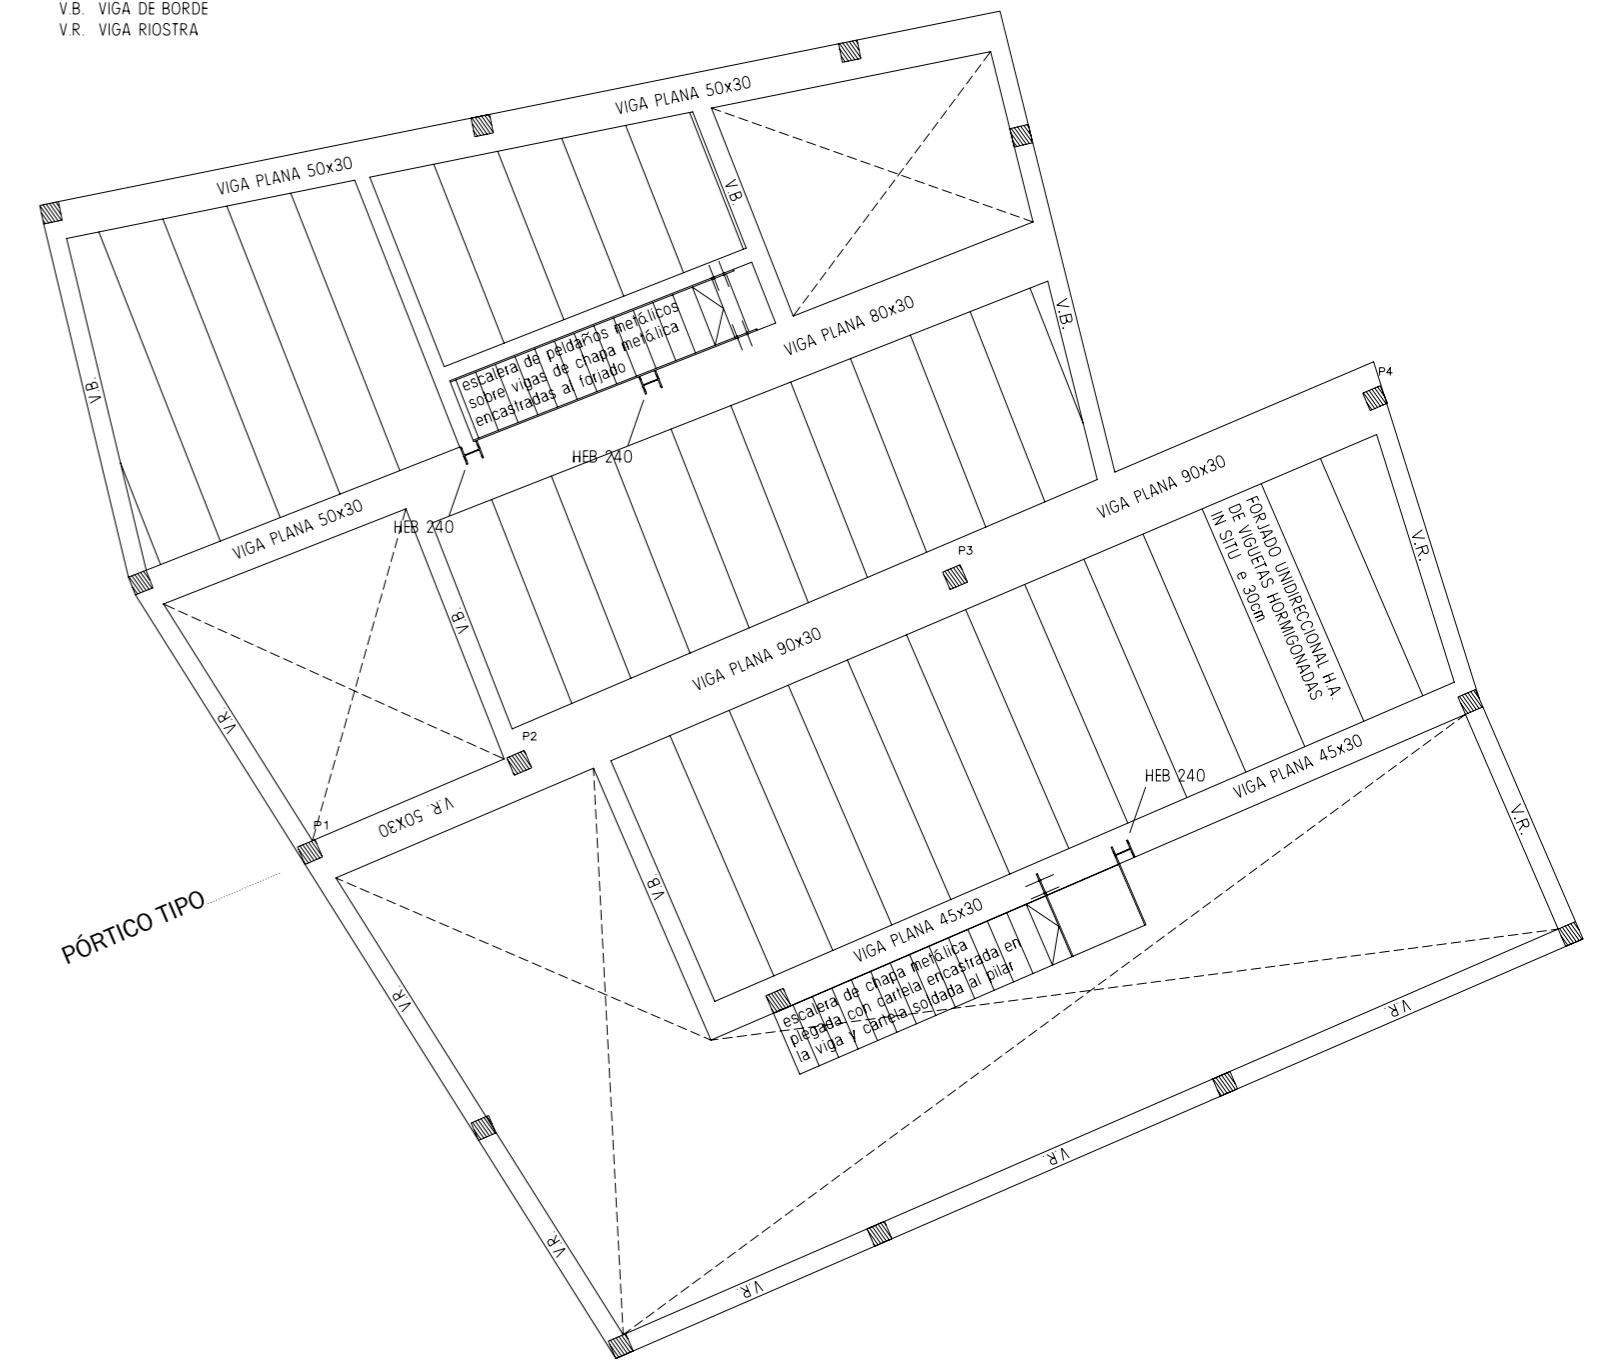 V.B. VIGA DE BORDE
V.R. VIGA RIOSTRA
VIGA PLANA 50x30
VIGA PLANA 50x30
V.B.
V.B.
escalera de peldaños metálicos
sobre vigas de chapa metálica
encastradas al forjado
VIGA PLANA 80x30
V.B.
HEB 240
HEB 240
VIGA PLANA 50x30
P4
VIGA PLANA 90x30
FORJADO UNIDIRECCIONAL H.A.
DE VIGUETAS HORMIGONADAS
IN SITU e 30cm
V.R.
P3
V.B.
VIGA PLANA 90x30
V.R.
P2
V.R. 50X30
P1
HEB 240
VIGA PLANA 45x30
V.R.
V.B.
PÓRTICO TIPO
VIGA PLANA 45x30
escalera de chapa metálica
plegada con cartela encastrada en
la viga y cartela soldada al pilar
V.R.
V.R.
V.R.
V.R.
V.R.